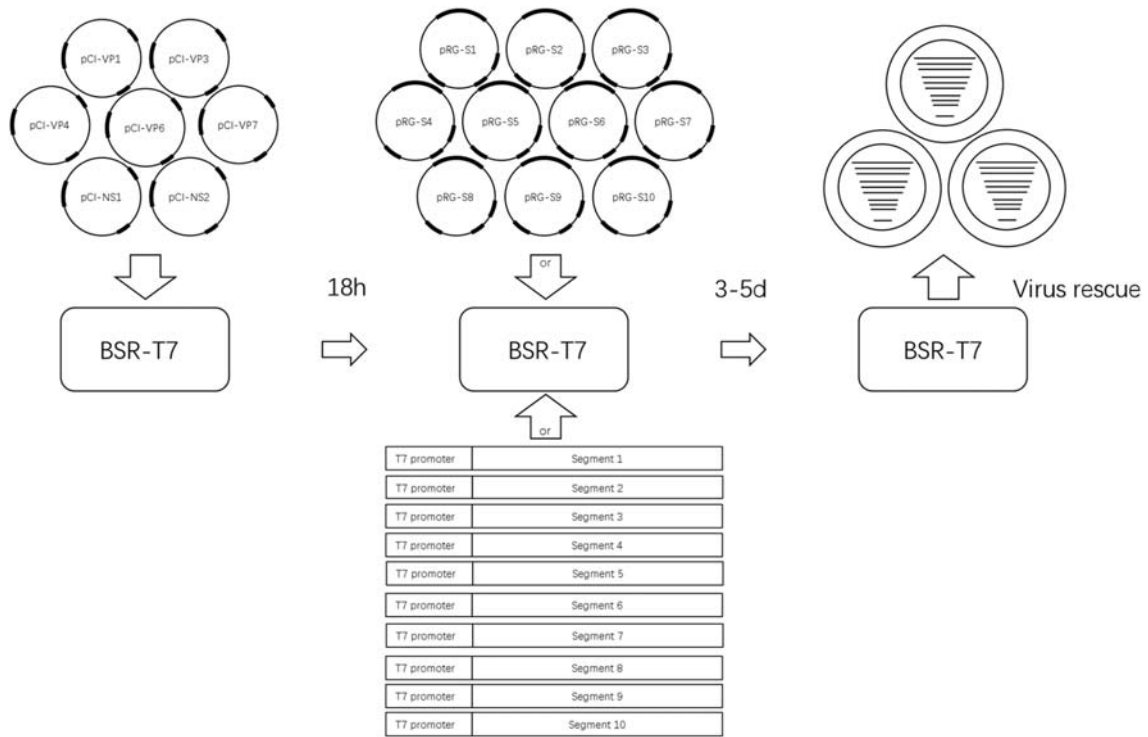 pCI-VP1
pCI-VP3
pCI-VP4
pCI-VP6
pCI-VP7
pCI-NS1
pCI-NS2
pRG-S1
pRG-S2
pRG-S3
pRG-S4
pRG-S5
pRG-S6
pRG-S7
pRG-S8
pRG-S9
pRG-S10
BSR-T7
18h
or
BSR-T7
or
3-5d
BSR-T7
Virus rescue
T7 promoter Segment 1
T7 promoter Segment 2
T7 promoter Segment 3
T7 promoter Segment 4
T7 promoter Segment 5
T7 promoter Segment 6
T7 promoter Segment 7
T7 promoter Segment 8
T7 promoter Segment 9
T7 promoter Segment 10